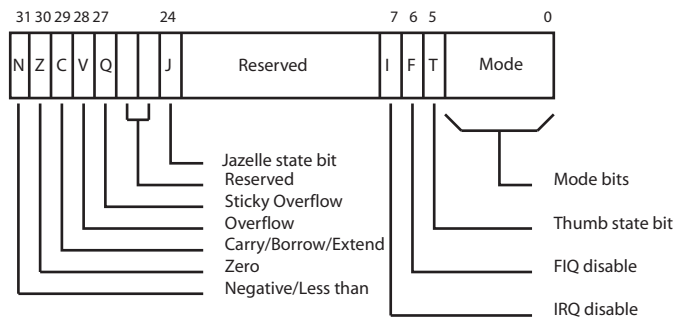 31 30 29 28 27 24 7 6 5 0
N Z C V Q J Reserved I F T Mode
Jazelle state bit
Reserved
Mode bits
Sticky Overflow
Overflow
Thumb state bit
Carry/Borrow/Extend
Zero
FIQ disable
Negative/Less than
IRQ disable